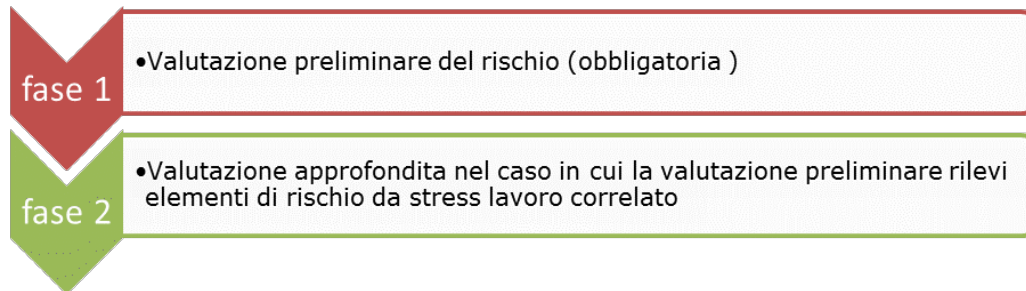 fase 1
•Valutazione preliminare del rischio (obbligatoria )
fase 2
•Valutazione approfondita nel caso in cui la valutazione preliminare rilevi
elementi di rischio da stress lavoro correlato